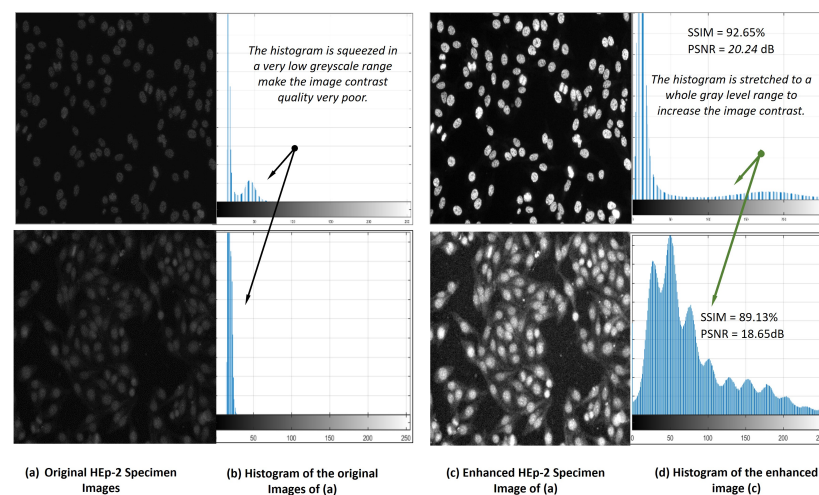 The histogram is squeezed in
a very low greyscale range
make the image contrast
quality very poor.
SSIM = 92.65%
PSNR = 20.24 dB
The histogram is stretched to a
whole gray level range to
increase the image contrast.
50 100 150 200 250
SSIM = 89.13%
PSNR = 18.65dB
0 50 100 150 200
(a) Original HEp-2 Specimen
Images
(b) Histogram of the original
Images of (a)
(c) Enhanced HEp-2 Specimen
Image of (a)
(d) Histogram of the enhanced
image (c)